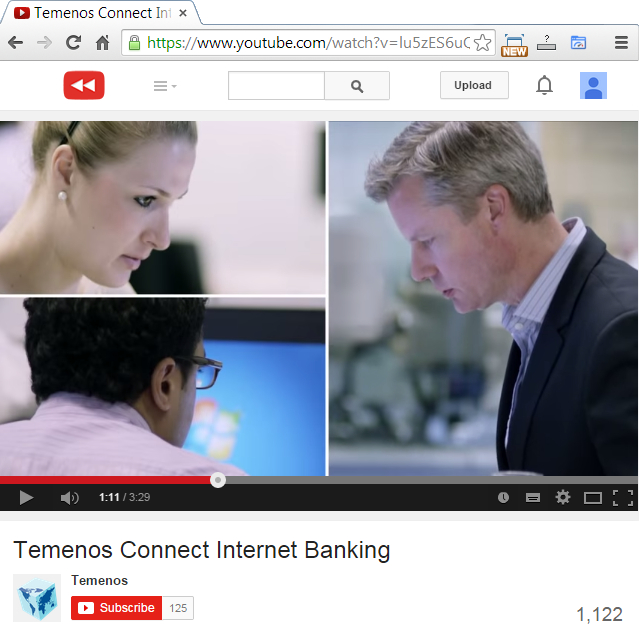 Temenos Connect Int
https://www.youtube.com/watch?v=lu5zES6uC
NEW
?
Upload
1:11 / 3:29
Temenos Connect Internet Banking
Temenos
Subscribe 125
1,122